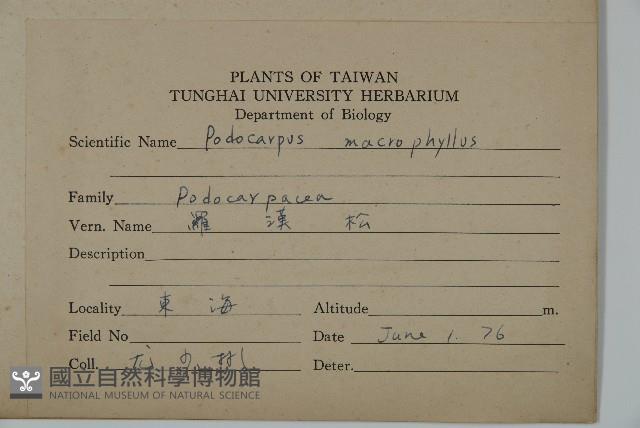 PLANTS OF TAIWAN
TUNGHAI UNIVERSITY HERBARIUM
Department of Biology
Scientific Name Podocarpus macrophyllus
Family Podocarpacea
Vern. Name 羅漢松
Description
Locality 東海 Altitude m.
Field No Date June 1. 76
Coll. Deter.
國立自然科學博物館
NATIONAL MUSEUM OF NATURAL SCIENCE